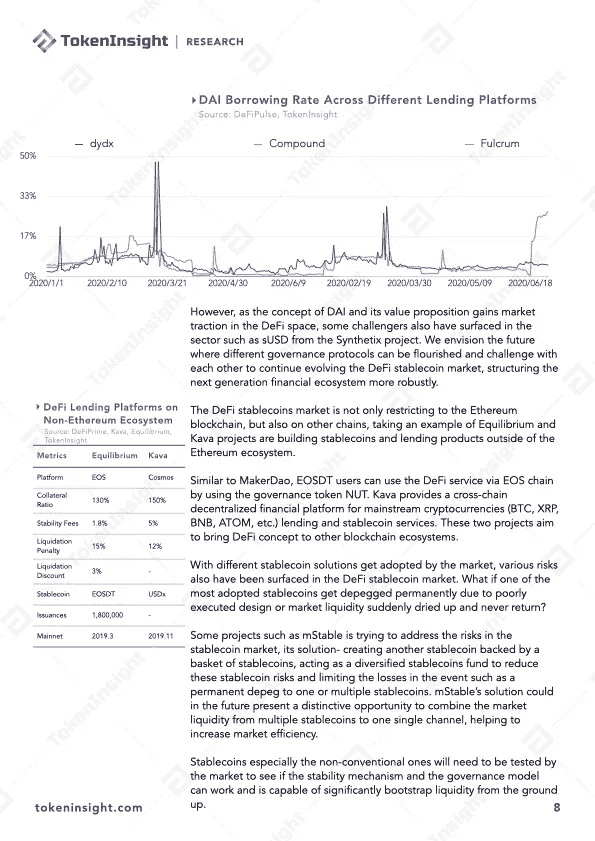 TokenInsight | RESEARCH
DAI Borrowing Rate Across Different Lending Platforms
Source: DeFiPulse, TokenInsight
dydx
Compound
Fulcrum
50%
33%
17%
0%
2020/1/1
2020/2/10
2020/3/21
2020/4/30
2020/6/9
2020/02/19
2020/03/30
2020/05/09
2020/06/18
However, as the concept of DAI and its value proposition gains market
traction in the DeFi space, some challengers also have surfaced in the
sector such as sUSD from the Synthetix project. We envision the future
where different governance protocols can be flourished and challenge with
each other to continue evolving the DeFi stablecoin market, structuring the
next generation financial ecosystem more robustly.
DeFi Lending Platforms on
Non-Ethereum Ecosystem
Source: DeFiPrime, Kava, Equilibrium,
TokenInsight
Metrics Equilibrium Kava
Platform EOS Cosmos
Collateral
Ratio 130% 150%
Stability Fees 1.8% 5%
Liquidation
Penalty 15% 12%
Liquidation
Discount 3% -
Stablecoin EOSDT USDx
Issuances 1,800,000 -
Mainnet 2019.3 2019.11
The DeFi stablecoins market is not only restricting to the Ethereum
blockchain, but also on other chains, taking an example of Equilibrium and
Kava projects are building stablecoins and lending products outside of the
Ethereum ecosystem.
Similar to MakerDao, EOSDT users can use the DeFi service via EOS chain
by using the governance token NUT. Kava provides a cross-chain
decentralized financial platform for mainstream cryptocurrencies (BTC, XRP,
BNB, ATOM, etc.) lending and stablecoin services. These two projects aim
to bring DeFi concept to other blockchain ecosystems.
With different stablecoin solutions get adopted by the market, various risks
also have been surfaced in the DeFi stablecoin market. What if one of the
most adopted stablecoins get depegged permanently due to poorly
executed design or market liquidity suddenly dried up and never return?
Some projects such as mStable is trying to address the risks in the
stablecoin market, its solution- creating another stablecoin backed by a
basket of stablecoins, acting as a diversified stablecoins fund to reduce
these stablecoin risks and limiting the losses in the event such as a
permanent depeg to one or multiple stablecoins. mStable's solution could
in the future present a distinctive opportunity to combine the market
liquidity from multiple stablecoins to one single channel, helping to
increase market efficiency.
Stablecoins especially the non-conventional ones will need to be tested by
the market to see if the stability mechanism and the governance model
can work and is capable of significantly bootstrap liquidity from the ground
up.
tokeninsight.com
8